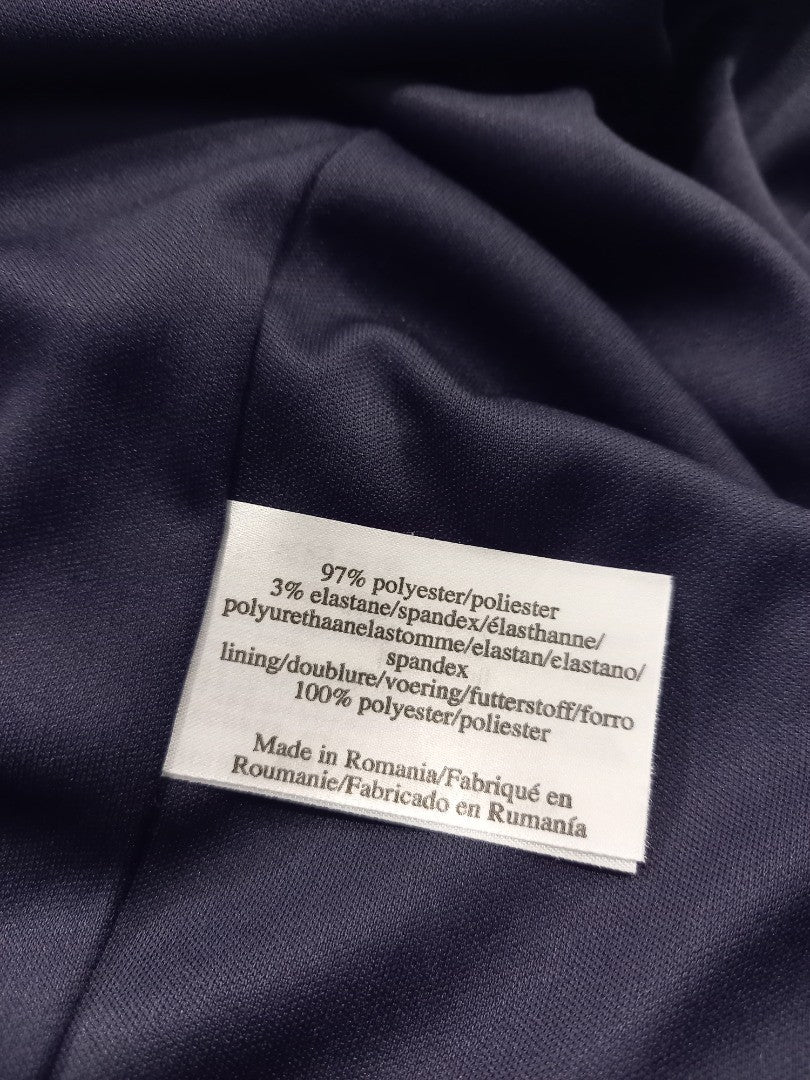 97% polyester/poliester
3% elastane/spandex/élasthanne/
polyurethaanelastomme/elastan/elastano/
spandex
lining/doublure/voering/futterstoff/forro
100% polyester/poliester
Made in Romania/Fabriqué en
Roumanie/Fabricado en Rumanía